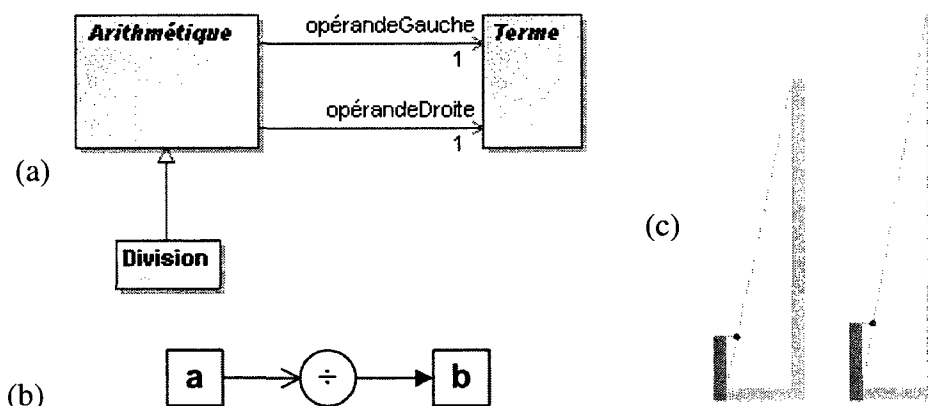 Arithmétique
opérandeGauche
Terme
1
opérandeDroite
1
(a)
Division
(c)
(b)
a
÷
b